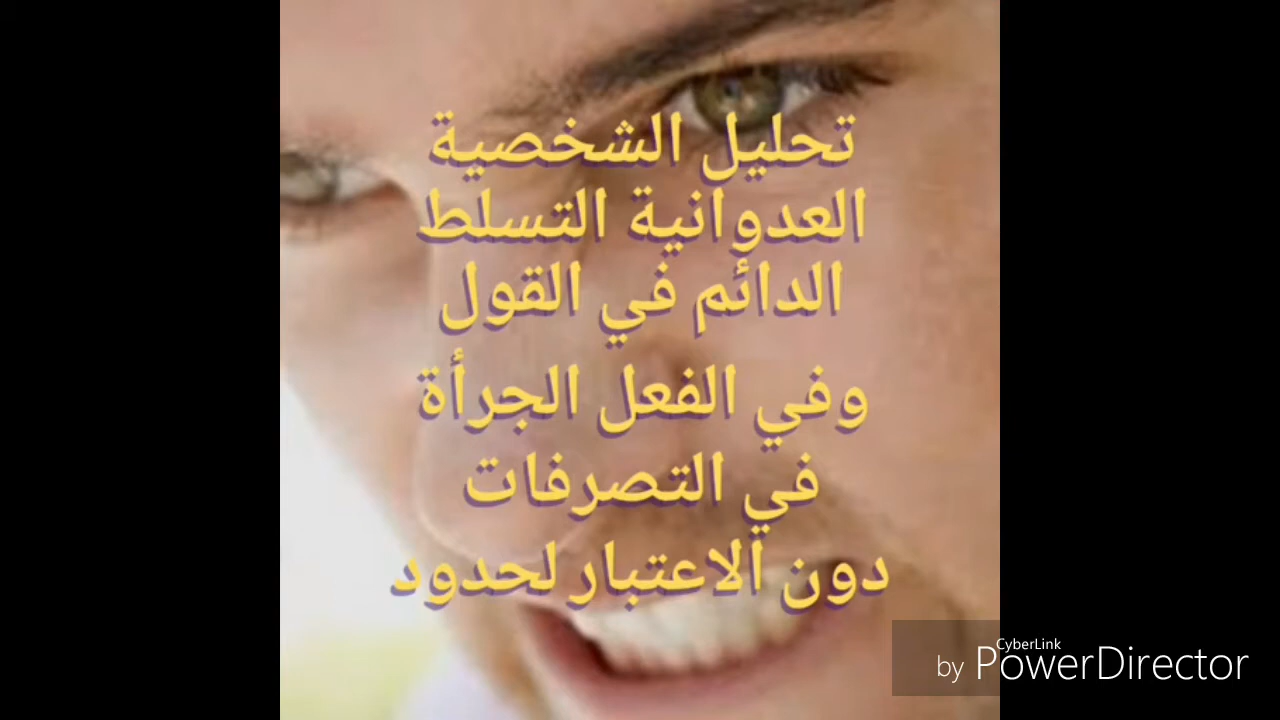 تحليل الشخصية
العدوانية التسلط
الدائم في القول
وفي الفعل الجرأة
في التصرفات
دون الاعتبار لحدود
CyberLink
by PowerDirector